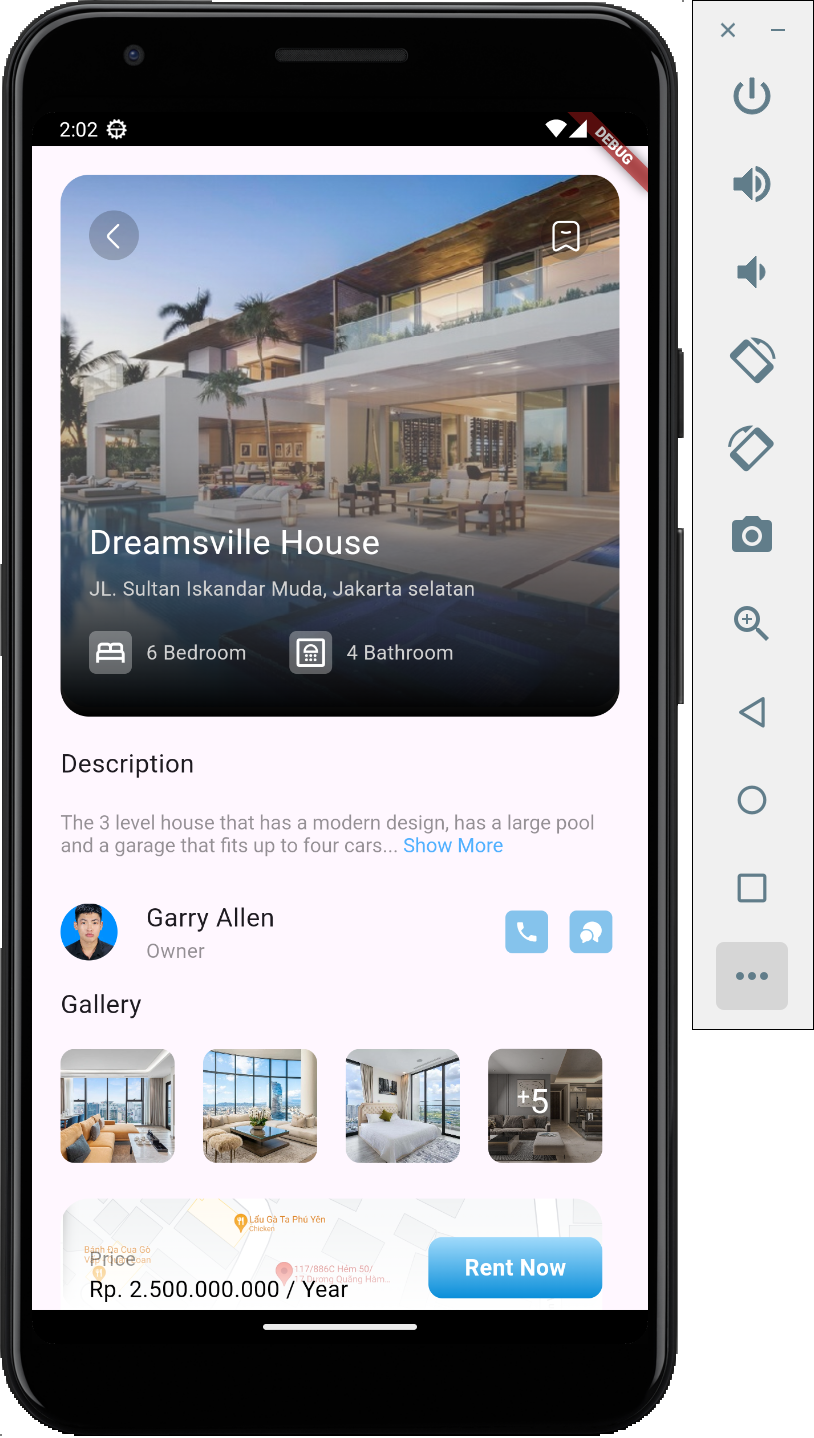 2:02
DEBUG
Dreamsville House
JL. Sultan Iskandar Muda, Jakarta selatan
6 Bedroom
4 Bathroom
Description
The 3 level house that has a modern design, has a large pool
and a garage that fits up to four cars... Show More
Garry Allen
Owner
Gallery
+5
Lẩu Gà Ta Phú Yên
Chicken
Bánh Đa Cua Gò
Price
117/886C Hẻm 50/
Rp. 2.500.000.000 / Year
Rent Now